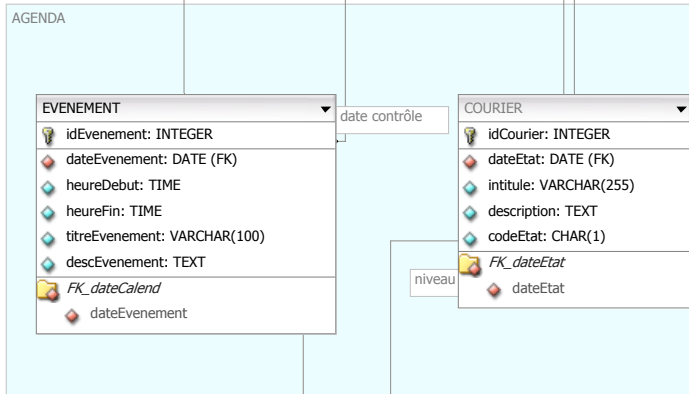 AGENDA
EVENEMENT
idEvenement: INTEGER
dateEvenement: DATE (FK)
heureDebut: TIME
heureFin: TIME
titreEvenement: VARCHAR(100)
descEvenement: TEXT
FK_dateCalend
dateEvenement
date contrôle
COURIER
idCourier: INTEGER
dateEtat: DATE (FK)
intitule: VARCHAR(255)
description: TEXT
codeEtat: CHAR(1)
FK_dateEtat
dateEtat
niveau